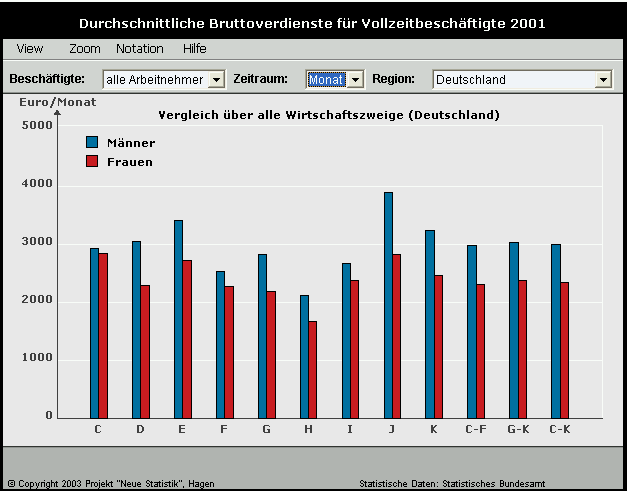 Durchschnittliche Bruttoverdienste für Vollzeitbeschäftigte 2001
View Zoom Notation Hilfe
Beschäftigte: alle Arbeitnehmer Zeitraum: Monat Region: Deutschland
Euro/Monat
Vergleich über alle Wirtschaftszweige (Deutschland)
5000
Männer
Frauen
4000
3000
2000
1000
0
C D E F G H I J K C-F G-K C-K
© Copyright 2003 Projekt "Neue Statistik", Hagen Statistische Daten: Statistisches Bundesamt